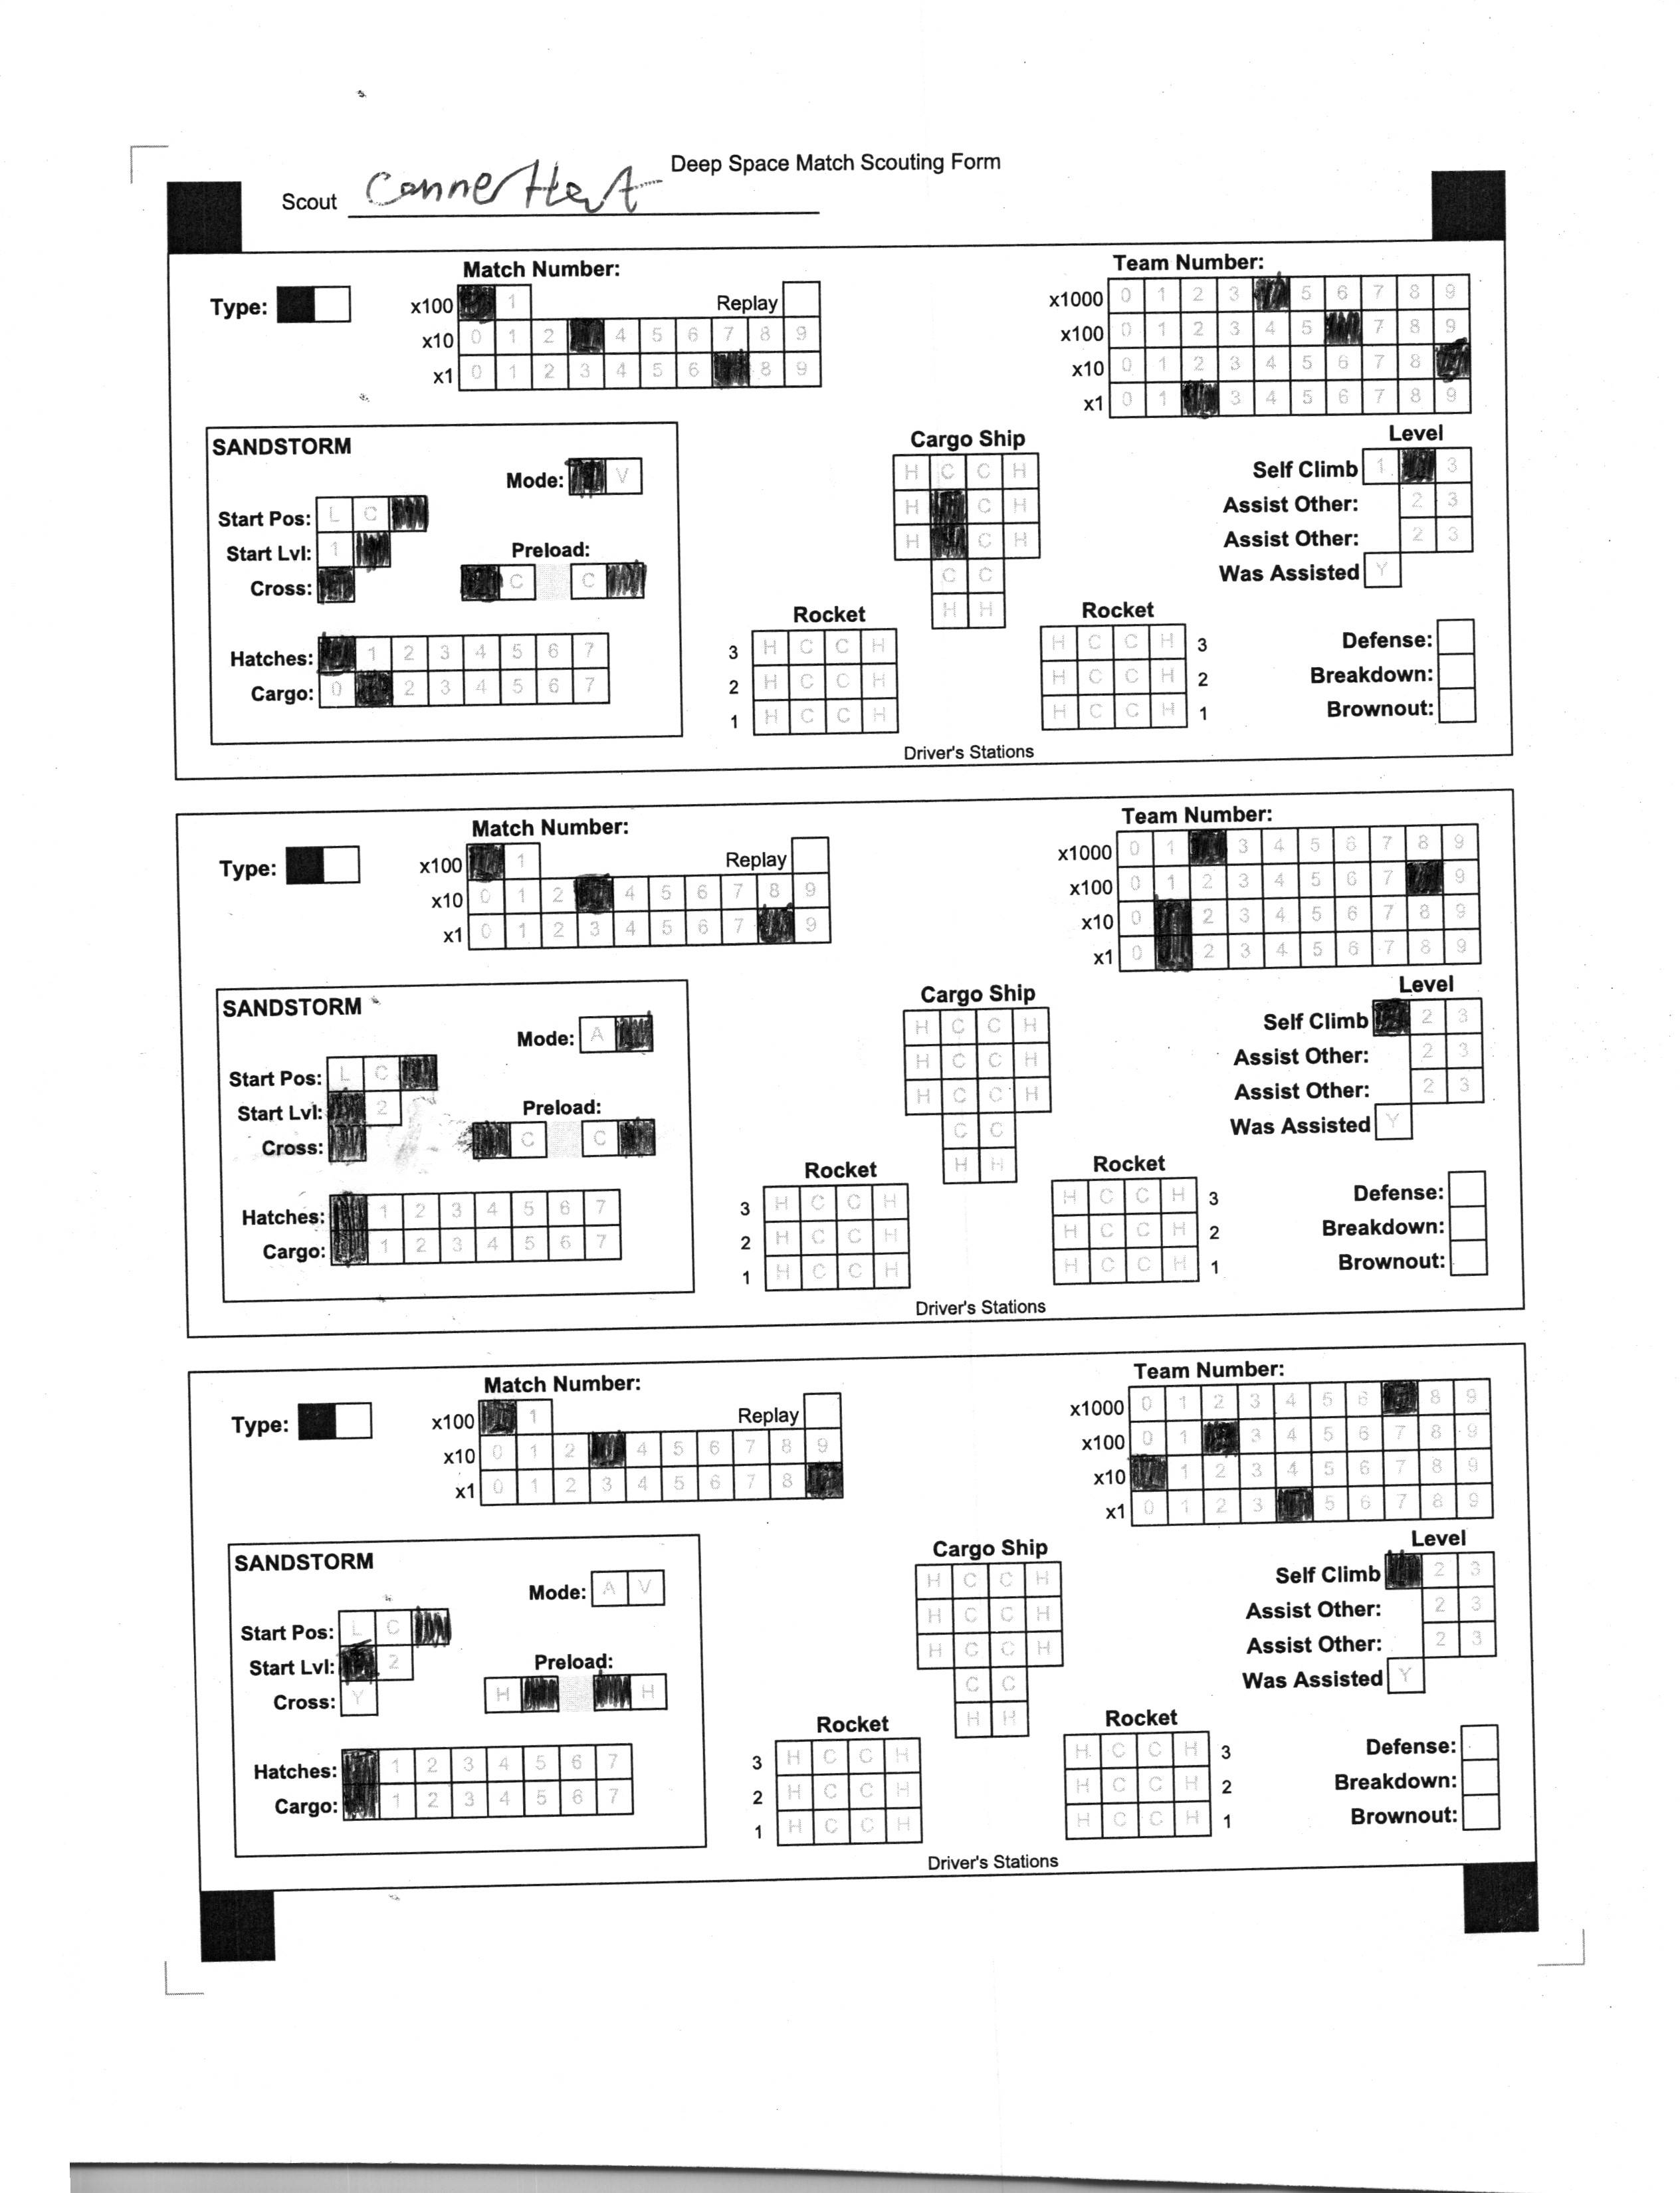 Deep Space Match Scouting Form
Scout Conner Hart
Match Number:
Team Number:
Type:
x100 1 Replay
x10 0 1 2 4 5 6 7 8 9
x1 0 1 2 3 4 5 6 8 9
x1000 0 1 2 3 5 6 7 8 9
x100 0 1 2 3 4 5 7 8 9
x10 0 1 2 3 4 5 6 7 8
x1 0 1 3 4 5 6 7 8 9
SANDSTORM
Mode: V
Start Pos: L C
Start Lvl: 1
Cross:
Preload:
C C
Hatches: 1 2 3 4 5 6 7
Cargo: 0 2 3 4 5 6 7
Cargo Ship
H C C H
H C H
H C H
C C
H H
Rocket
3 H C C H
2 H C C H
1 H C C H
Rocket
H C C H 3
H C C H 2
H C C H 1
Driver's Stations
Level
Self Climb 1 3
Assist Other: 2 3
Assist Other: 2 3
Was Assisted Y
Defense:
Breakdown:
Brownout:
Match Number:
Team Number:
Type:
x100 1 Replay
x10 0 1 2 4 5 6 7 8 9
x1 0 1 2 3 4 5 6 7 9
x1000 0 1 3 4 5 6 7 8 9
x100 0 1 2 3 4 5 6 7 9
x10 0 2 3 4 5 6 7 8 9
x1 0 2 3 4 5 6 7 8 9
SANDSTORM
Mode: A
Start Pos: L C
Start Lvl: 2
Cross:
Preload:
C C
Hatches: 1 2 3 4 5 6 7
Cargo: 1 2 3 4 5 6 7
Cargo Ship
H C C H
H C C H
H C C H
C C
H H
Rocket
3 H C C H
2 H C C H
1 H C C H
Rocket
H C C H 3
H C C H 2
H C C H 1
Driver's Stations
Level
Self Climb 2 3
Assist Other: 2 3
Assist Other: 2 3
Was Assisted Y
Defense:
Breakdown:
Brownout:
Match Number:
Team Number:
Type:
x100 1 Replay
x10 0 1 2 4 5 6 7 8 9
x1 0 1 2 3 4 5 6 7 8
x1000 0 1 2 3 4 5 6 8 9
x100 0 1 3 4 5 6 7 8 9
x10 1 2 3 4 5 6 7 8 9
x1 0 1 2 3 5 6 7 8 9
SANDSTORM
Mode: A V
Start Pos: L C
Start Lvl: 2
Cross: Y
Preload:
H H
Hatches: 1 2 3 4 5 6 7
Cargo: 1 2 3 4 5 6 7
Cargo Ship
H C C H
H C C H
H C C H
C C
H H
Rocket
3 H C C H
2 H C C H
1 H C C H
Rocket
H C C H 3
H C C H 2
H C C H 1
Driver's Stations
Level
Self Climb 2 3
Assist Other: 2 3
Assist Other: 2 3
Was Assisted Y
Defense:
Breakdown:
Brownout: